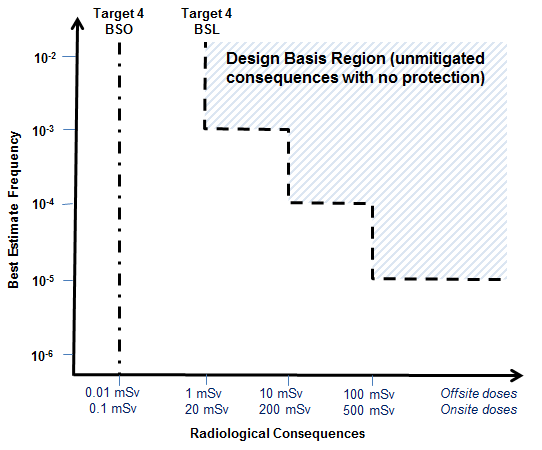 Target 4 Target 4
BSO BSL
Design Basis Region (unmitigated
consequences with no protection)
10-2
10-3
10-4
10-5
10-6
Best Estimate Frequency
0.01 mSv 1 mSv 10 mSv 100 mSv Offsite doses
0.1 mSv 20 mSv 200 mSv 500 mSv Onsite doses
Radiological Consequences